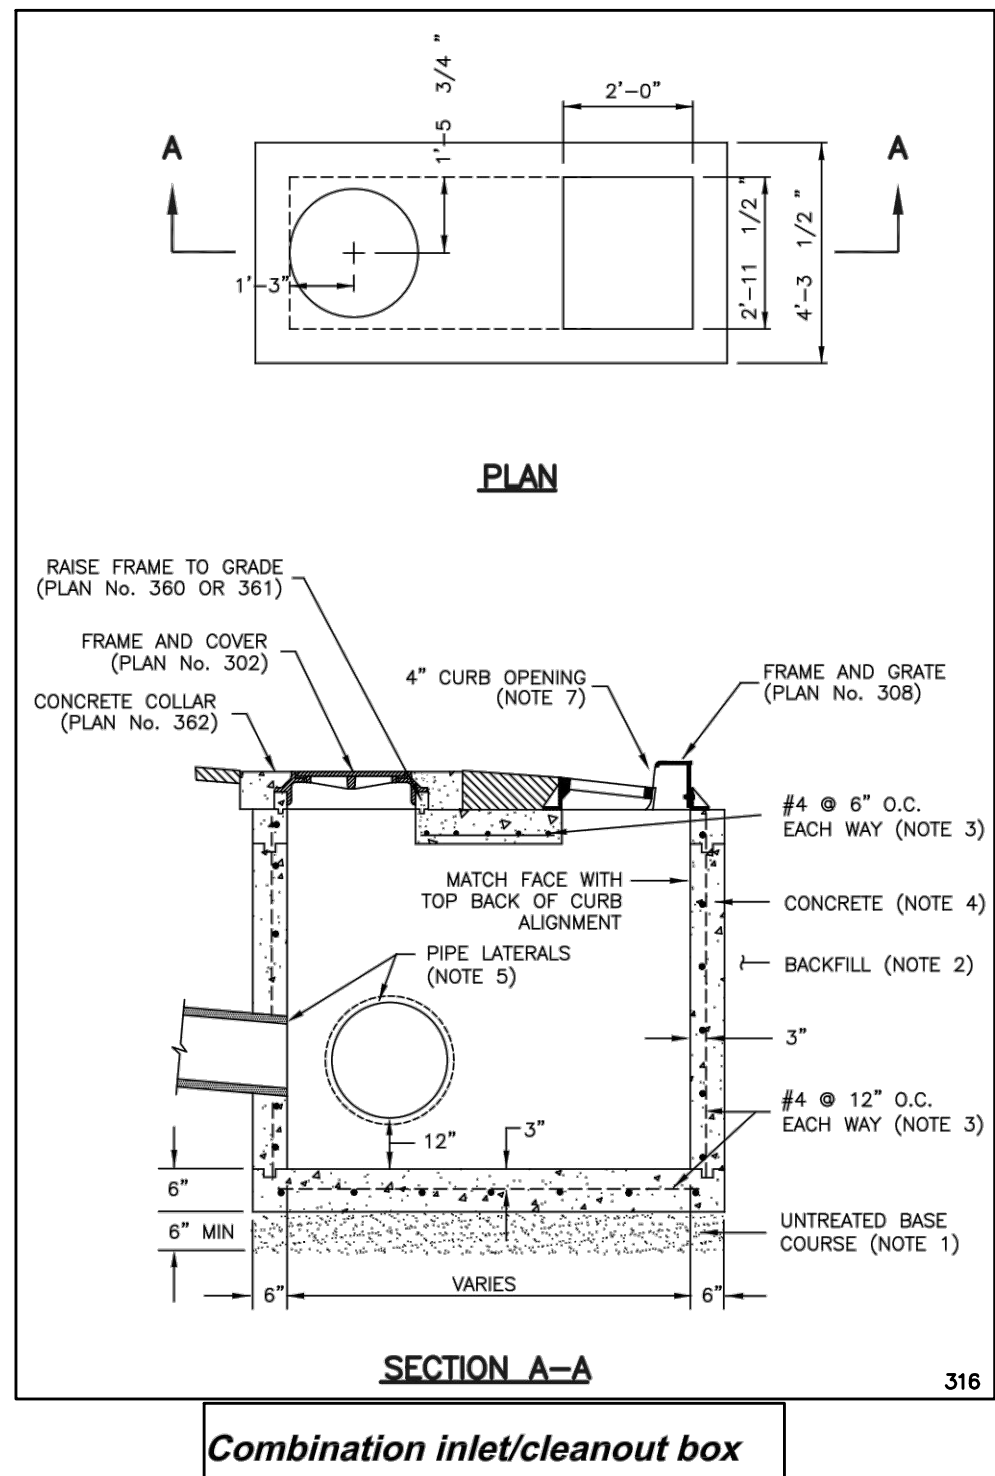 A
A
1'-5 3/4 "
2'-0"
1'-3"
2'-11 1/2 "
4'-3 1/2 "
PLAN
RAISE FRAME TO GRADE
(PLAN No. 360 OR 361)
FRAME AND COVER
(PLAN No. 302)
CONCRETE COLLAR
(PLAN No. 362)
4" CURB OPENING
(NOTE 7)
FRAME AND GRATE
(PLAN No. 308)
#4 @ 6" O.C.
EACH WAY (NOTE 3)
MATCH FACE WITH
TOP BACK OF CURB
ALIGNMENT
CONCRETE (NOTE 4)
PIPE LATERALS
(NOTE 5)
BACKFILL (NOTE 2)
3"
#4 @ 12" O.C.
EACH WAY (NOTE 3)
12"
3"
6"
6" MIN
UNTREATED BASE
COURSE (NOTE 1)
6"
VARIES
6"
SECTION A-A
316
Combination inlet/cleanout box